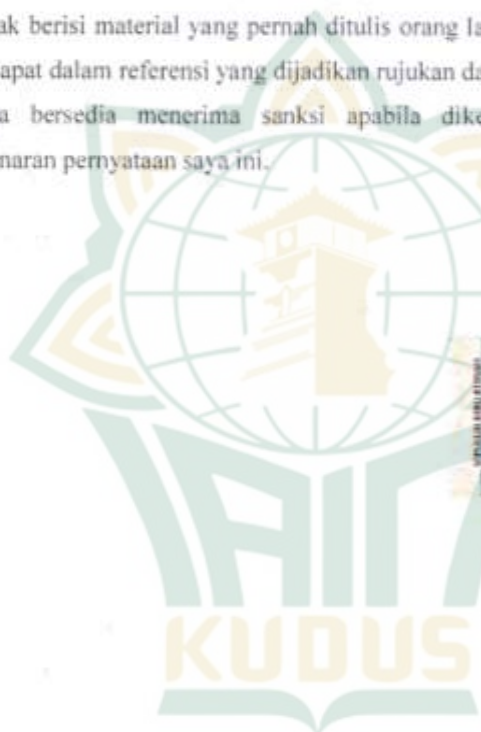 ak berisi material yang pernah ditulis orang la
apat dalam referensi yang dijadikan rujukan da
a bersedia menerima sanksi apabila dike
naran pernyataan saya ini.
IAIN
KUDUS